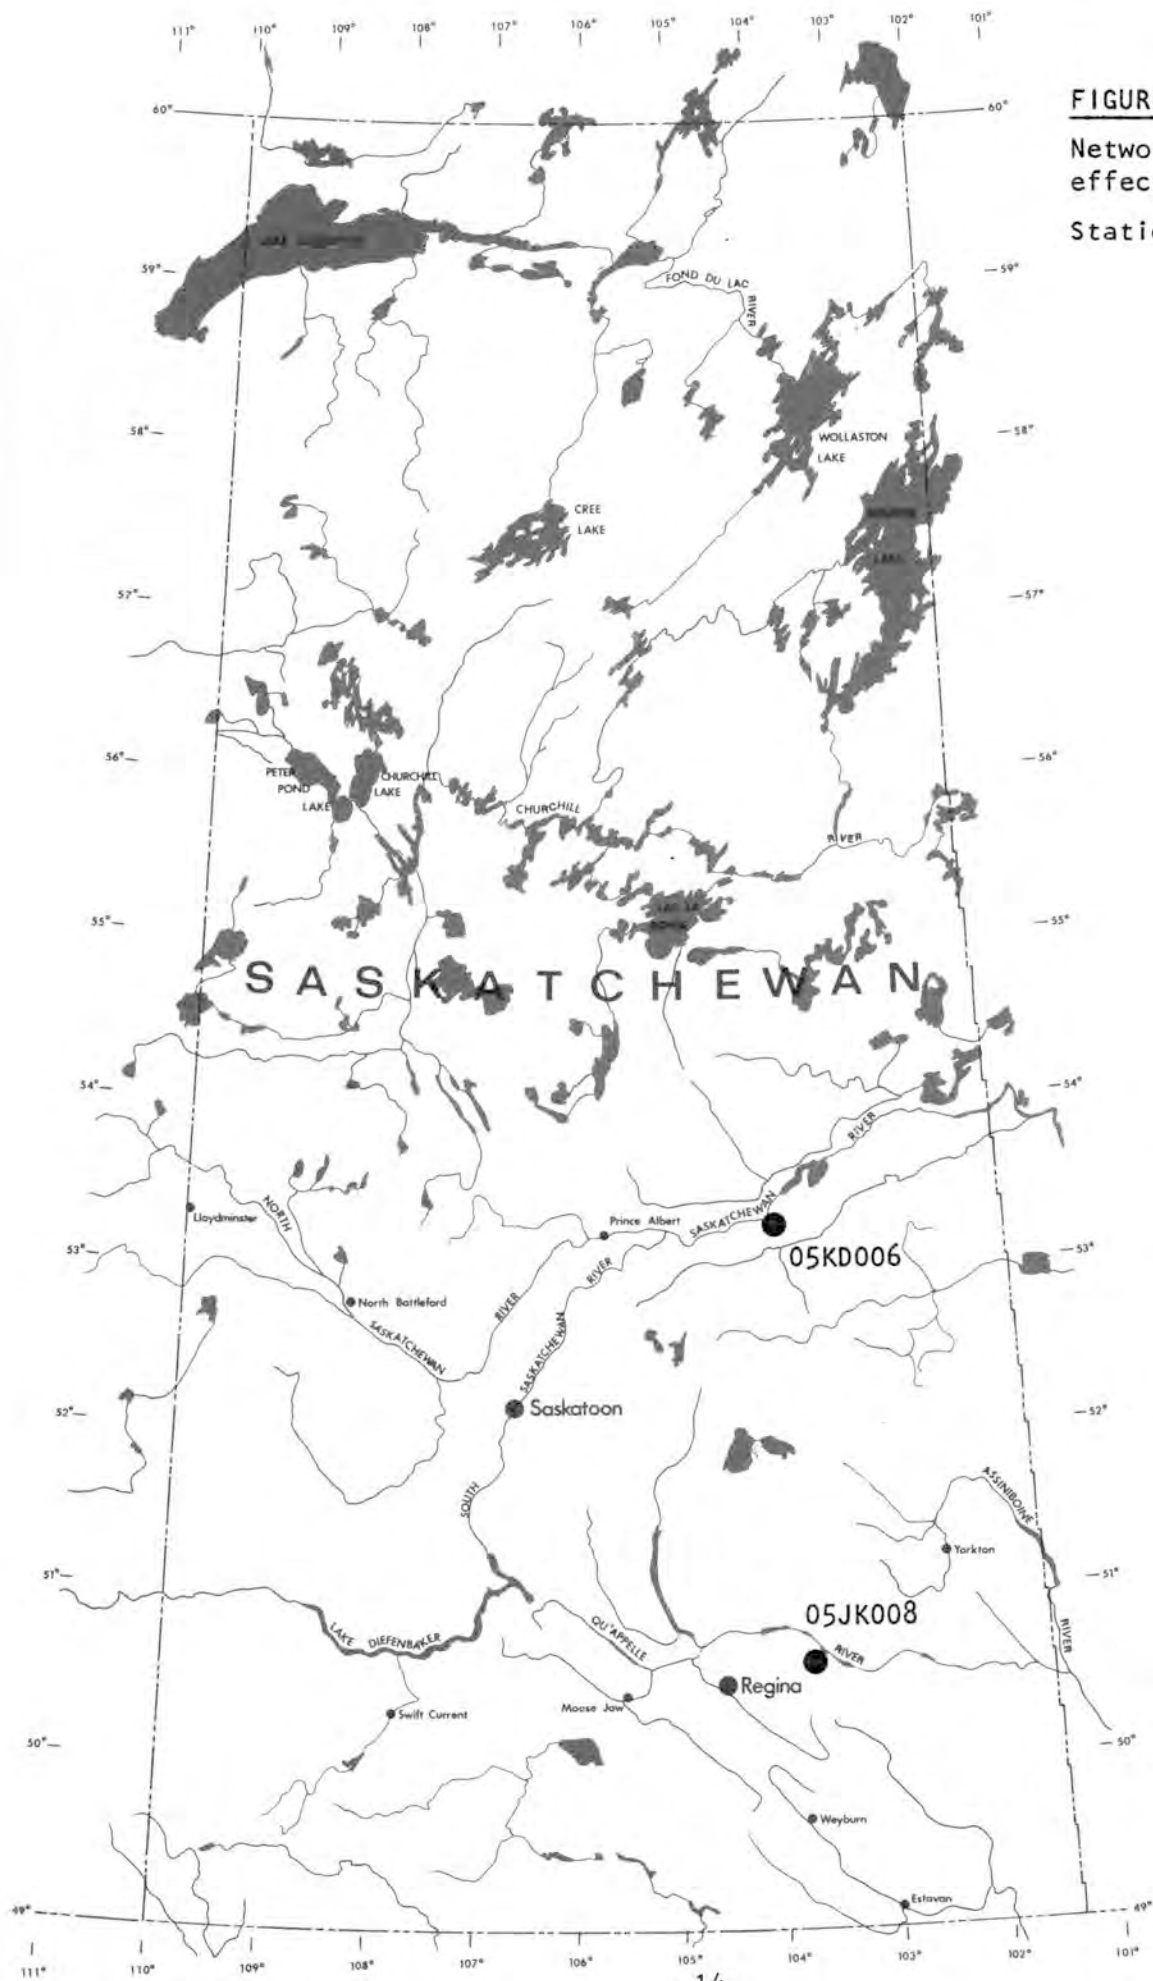 111° 110° 109° 108° 107° 106° 105° 104° 103° 102° 101°
FIGUR
60° 60°
Netwo
effec
Static
59° 59°
FOND DU LAC
RIVER
58° 58°
WOLLASTON
LAKE
CREE
LAKE
LAKE
57° 57°
56° 56°
PETER
POND
LAKE
CHURCHILL
LAKE
CHURCHILL
RIVER
55° 55°
SASKATCHEWAN
54° 54°
RIVER
NORTH
Lloydminster
Prince Albert
SASKATCHEWAN
53° 53°
05KD006
RIVER
RIVER
North Battleford
SASKATCHEWAN
SASKATCHEWAN
52° 52°
Saskatoon
SOUTH
ASSINIBOINE
Yorkton
51° 51°
05JK008
RIVER
LAKE DIEFENBAKER
QU'APPELLE
RIVER
Regina
Swift Current
Moose Jaw
50° 50°
Weyburn
Estavan
49° 49°
111° 110° 109° 108° 107° 106° 105° 104° 103° 102° 101°